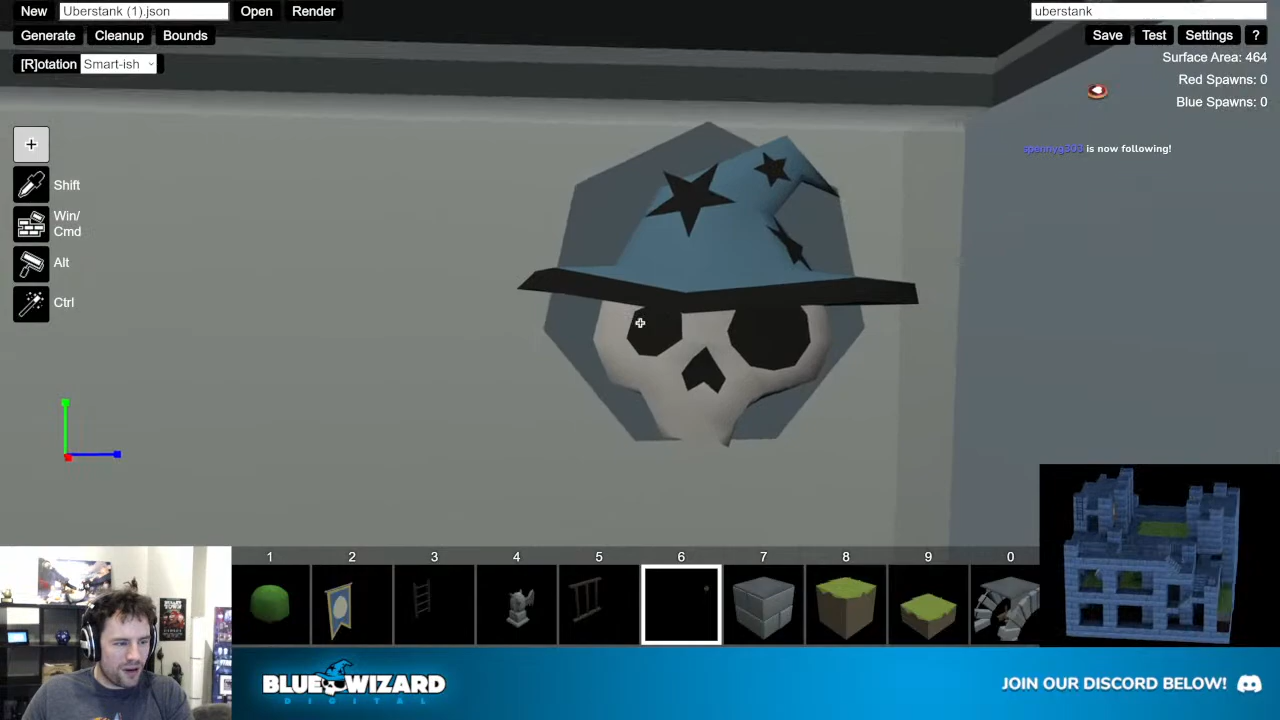 New Uberstank (1).json Open Render uberstank
Generate Cleanup Bounds Save Test Settings ?
[R]otation Smart-ish Surface Area: 464
Red Spawns: 0
Blue Spawns: 0
spennyg303 is now following!
Shift
Win/
Cmd
Alt
Ctrl
1 2 3 4 5 6 7 8 9 0
BLUE WIZARD
DIGITAL
JOIN OUR DISCORD BELOW!